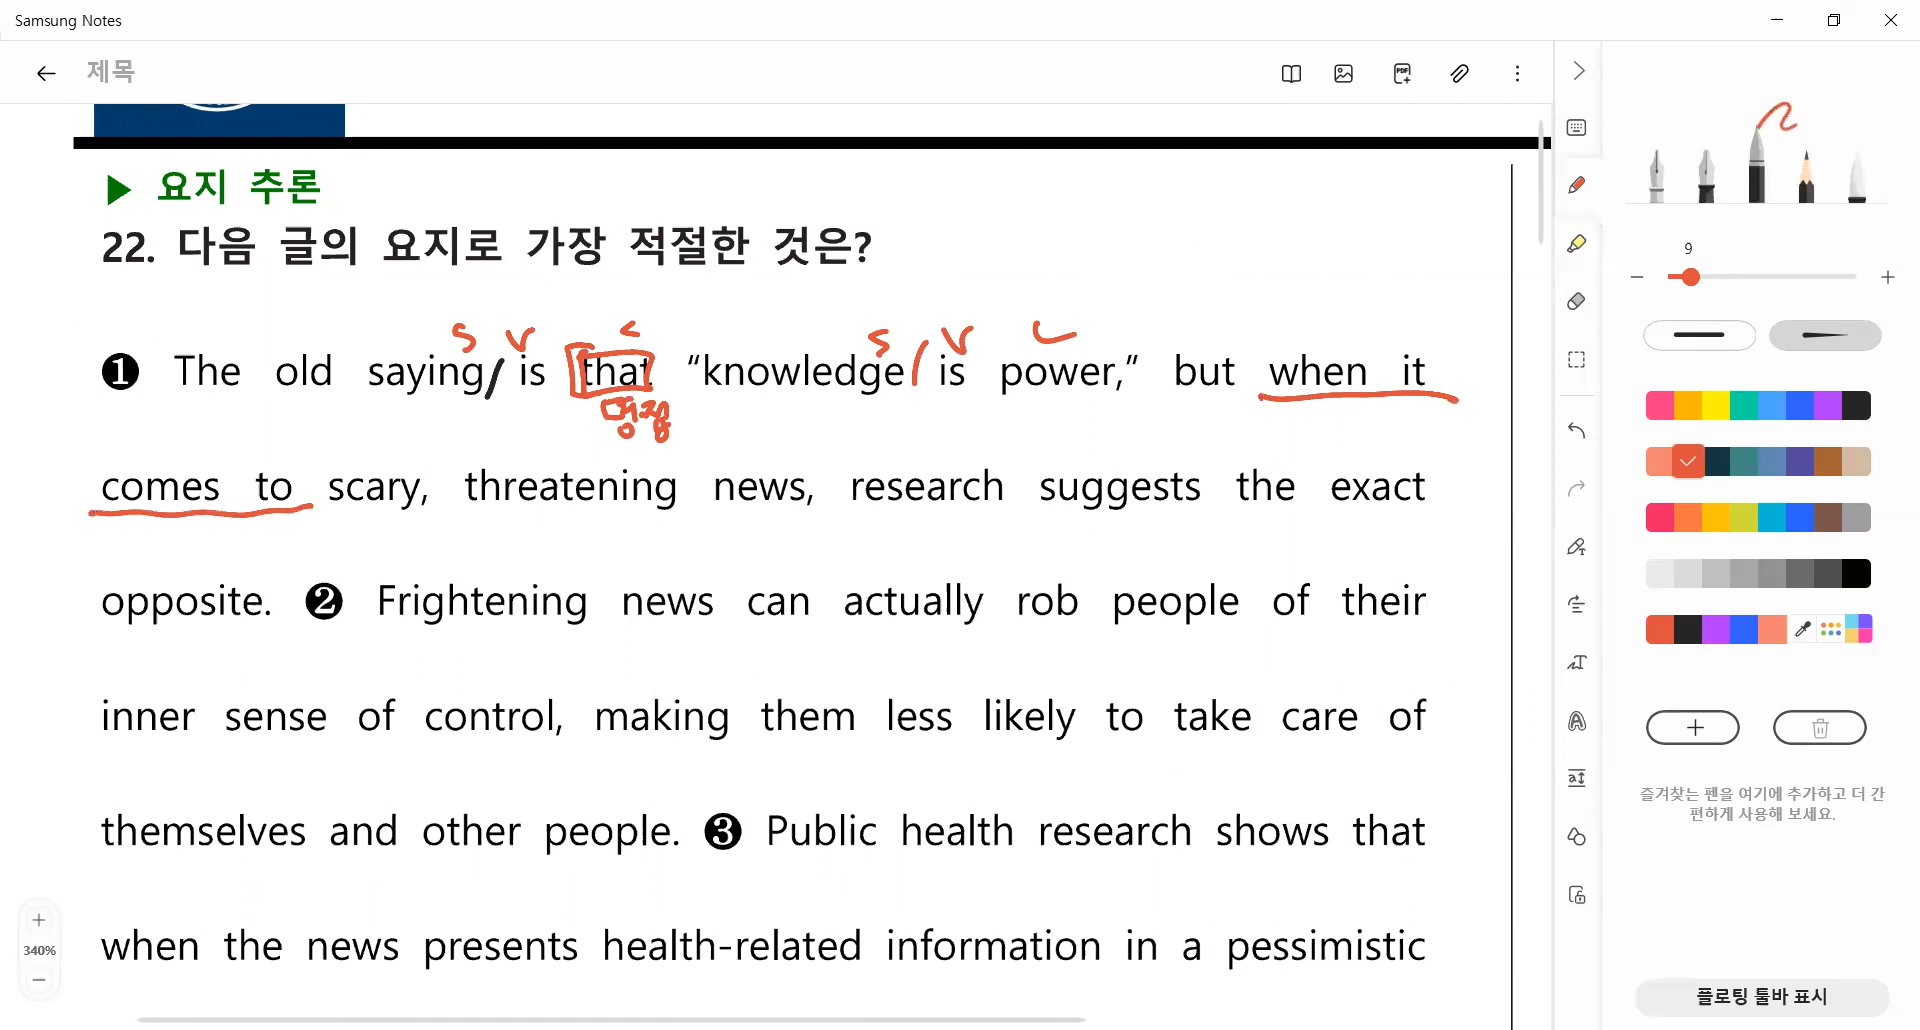 Samsung Notes
제목
▶ 요지 추론
22. 다음 글의 요지로 가장 적절한 것은?
S V C S V C
❶ The old saying/ is that “knowledge/ is power,” but when it
명접
comes to scary, threatening news, research suggests the exact
opposite. ❷ Frightening news can actually rob people of their
inner sense of control, making them less likely to take care of
themselves and other people. ❸ Public health research shows that
when the news presents health-related information in a pessimistic
340%
9
즐겨찾는 펜을 여기에 추가하고 더 간
편하게 사용해 보세요.
플로팅 툴바 표시